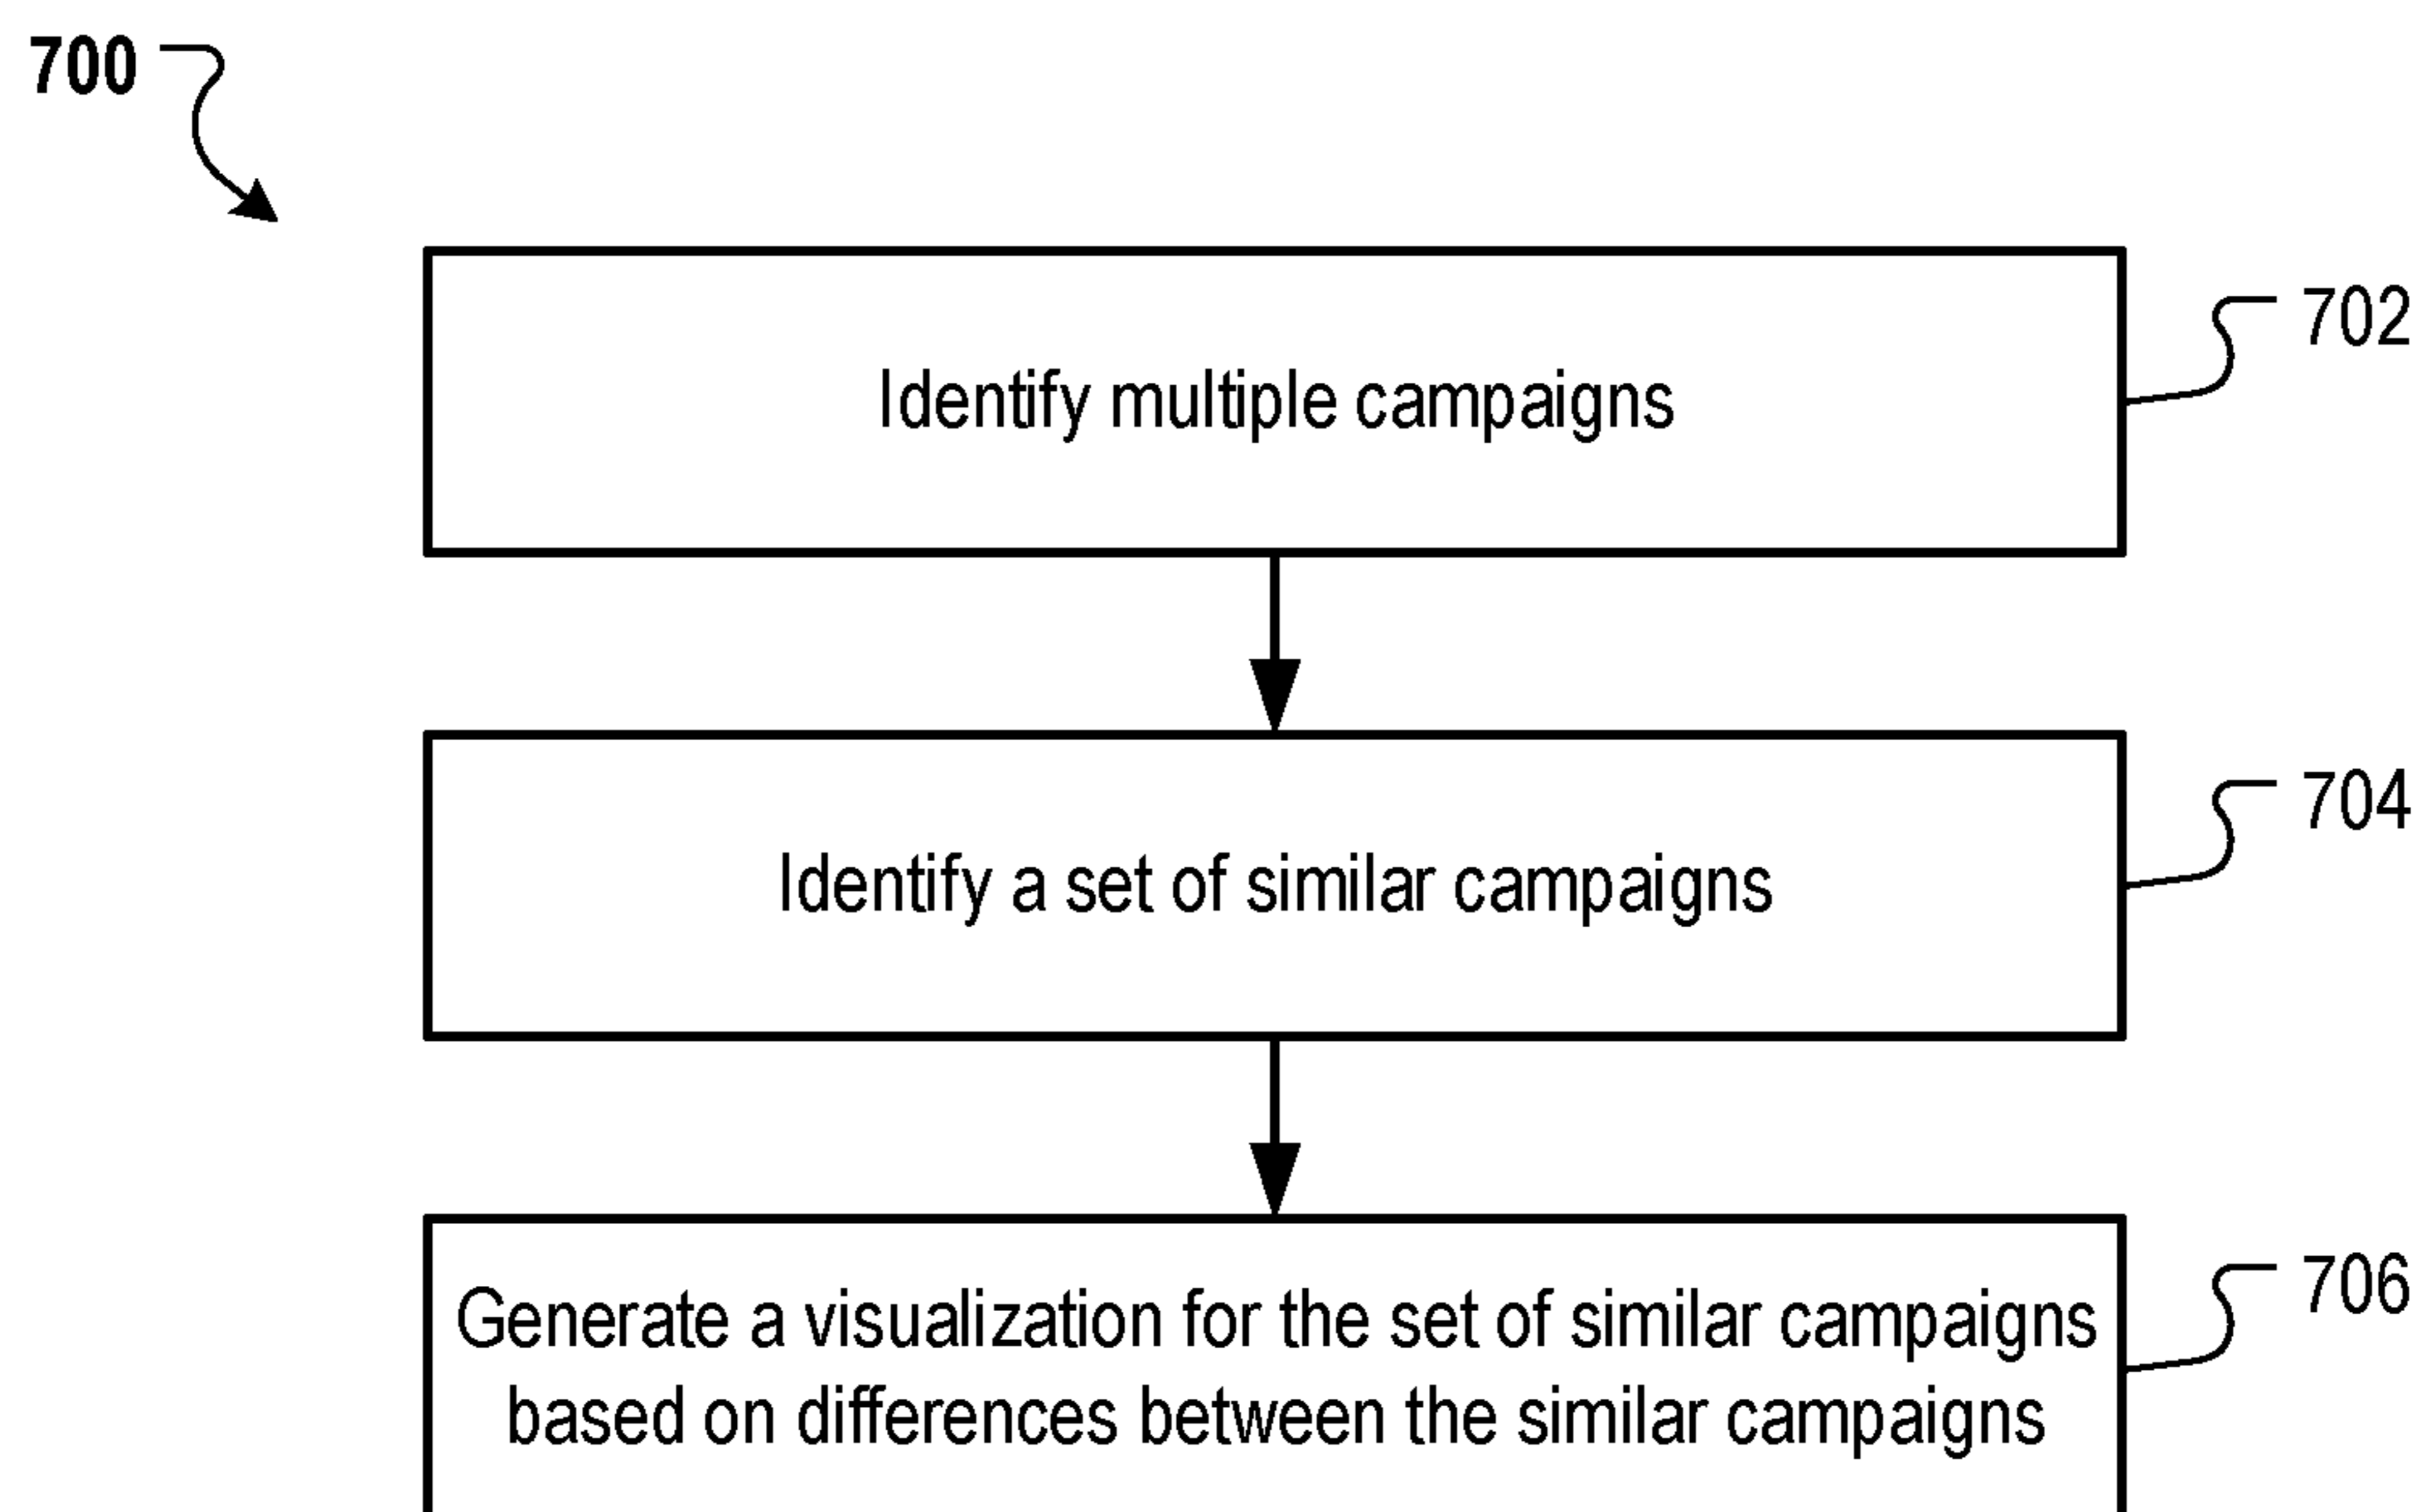 700
702
Identify multiple campaigns
704
Identify a set of similar campaigns
706
Generate a visualization for the set of similar campaigns
based on differences between the similar campaigns